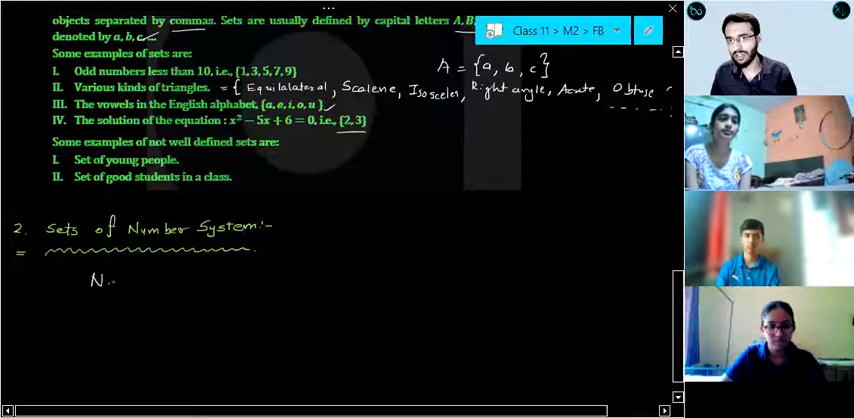 objects separated by commas. Sets are usually defined by capital letters A, B,
denoted by a, b, c
Class 11 > M2 > FB
Some examples of sets are:
A = {a, b, c}
I. Odd numbers less than 10, i.e., {1, 3, 5, 7, 9}
II. Various kinds of triangles. = { Equilalateral, Scalene, Isosceles, Right angle, Acute, Obtuse
III. The vowels in the English alphabet, {a, e, i, o, u}
IV. The solution of the equation : x² − 5x + 6 = 0, i.e., {2, 3}
Some examples of not well defined sets are:
I. Set of young people.
II. Set of good students in a class.
2. Sets of Number System:-
N